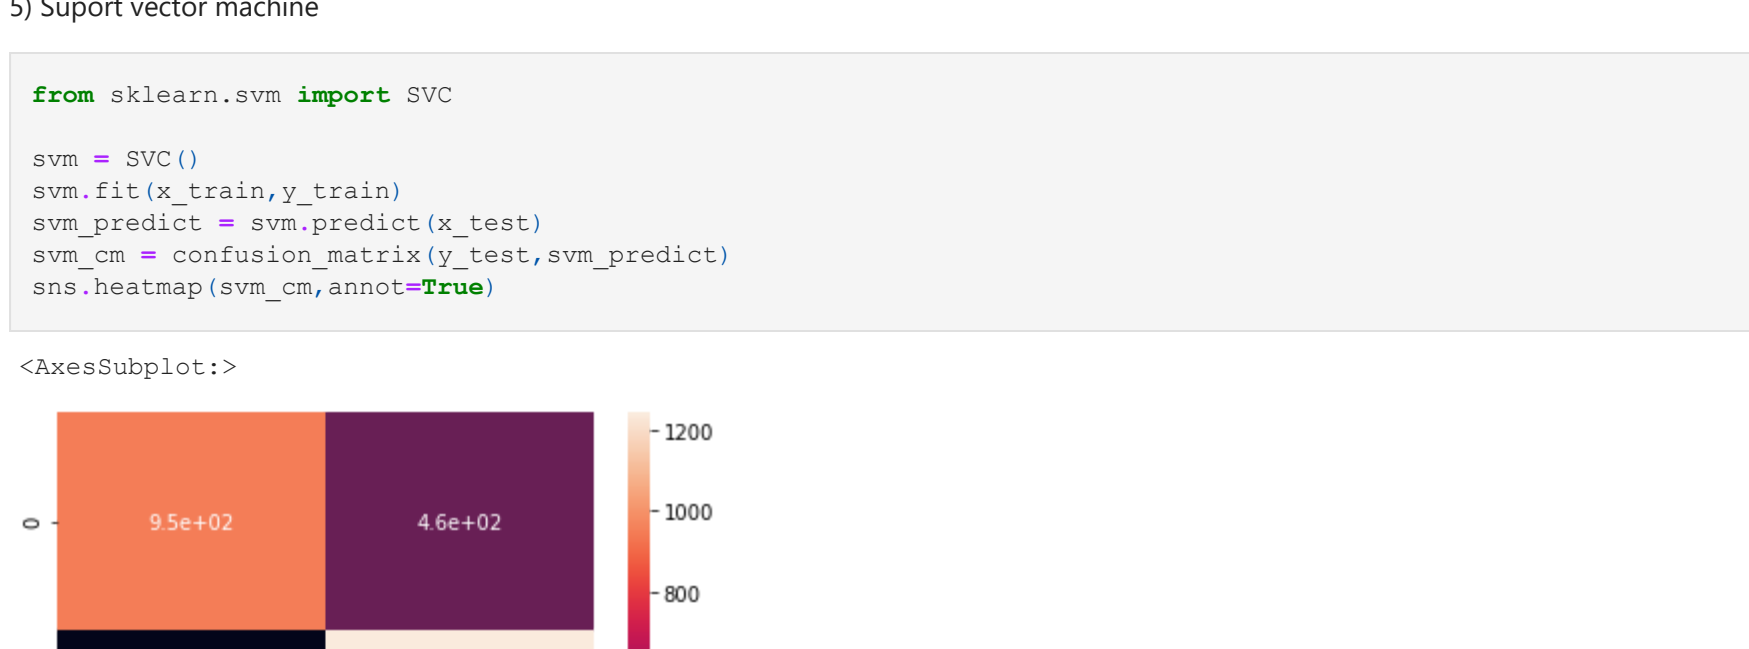 5) Suport vector machine
from sklearn.svm import SVC
svm = SVC()
svm.fit(x_train,y_train)
svm_predict = svm.predict(x_test)
svm_cm = confusion_matrix(y_test,svm_predict)
sns.heatmap(svm_cm,annot=True)
<AxesSubplot:>
1200
0 9.5e+02 4.6e+02 1000
800